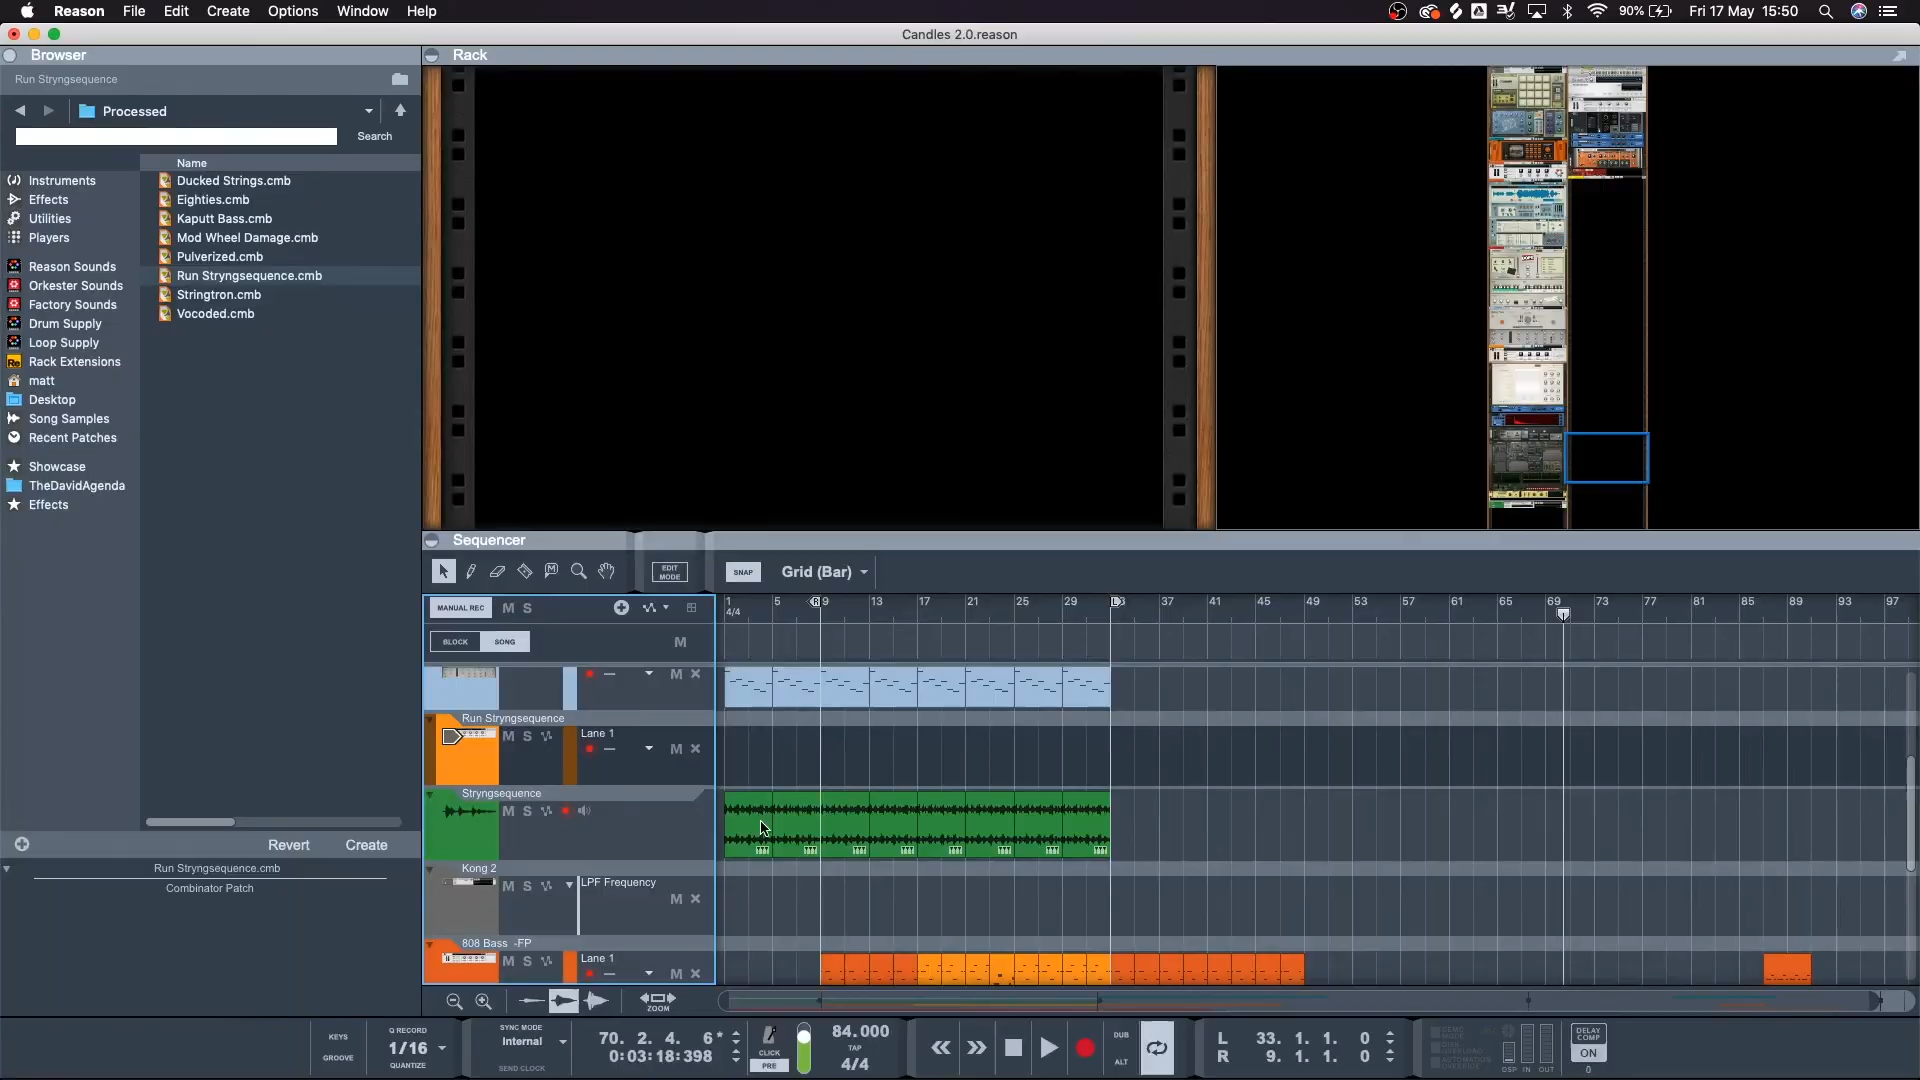 Reason File Edit Create Options Window Help
90% Fri 17 May 15:50
Candles 2.0.reason
Browser
Rack
Run Stryngsequence
Processed
Search
Name
Instruments
Effects
Utilities
Players
Reason Sounds
Orkester Sounds
Factory Sounds
Drum Supply
Loop Supply
Rack Extensions
matt
Desktop
Song Samples
Recent Patches
Showcase
TheDavidAgenda
Effects
Ducked Strings.cmb
Eighties.cmb
Kaputt Bass.cmb
Mod Wheel Damage.cmb
Pulverized.cmb
Run Stryngsequence.cmb
Stringtron.cmb
Vocoded.cmb
Revert Create
Run Stryngsequence.cmb
Combinator Patch
Sequencer
EDIT MODE
SNAP Grid (Bar)
MANUAL REC M S
1 5 R 9 13 17 21 25 29 37 41 45 49 53 57 61 65 69 73 77 81 85 89 93 97
4/4
BLOCK SONG M
M
Run Stryngsequence
M S Lane 1
M
Stryngsequence
M S
Kong 2
M S LPF Frequency
M
808 Bass -FP
M S Lane 1
M
ZOOM
KEYS
GROOVE
Q RECORD
1/16
QUANTIZE
SYNC MODE
Internal
SEND CLOCK
70. 2. 4. 6*
0:03:18:398
CLICK
PRE
84.000
TAP
4/4
DUB
ALT
L 33. 1. 1. 0
R 9. 1. 1. 0
DSP IN OUT
DELAY COMP
ON
0